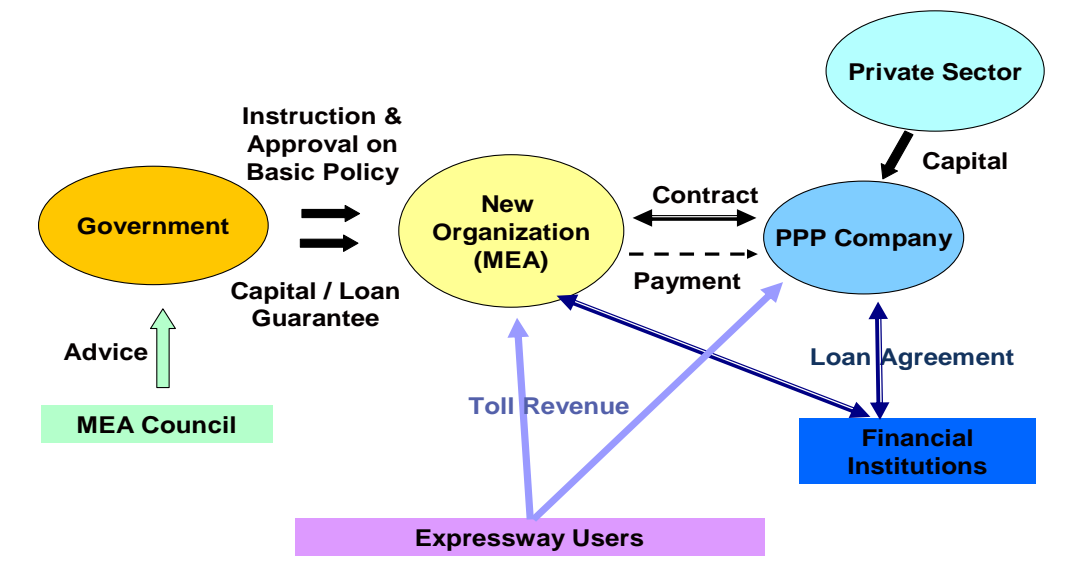 Private Sector
Instruction &
Approval on
Basic Policy
Capital
Government
New
Organization
(MEA)
Contract
PPP Company
Payment
Capital / Loan
Guarantee
Advice
Loan Agreement
Toll Revenue
MEA Council
Financial
Institutions
Expressway Users